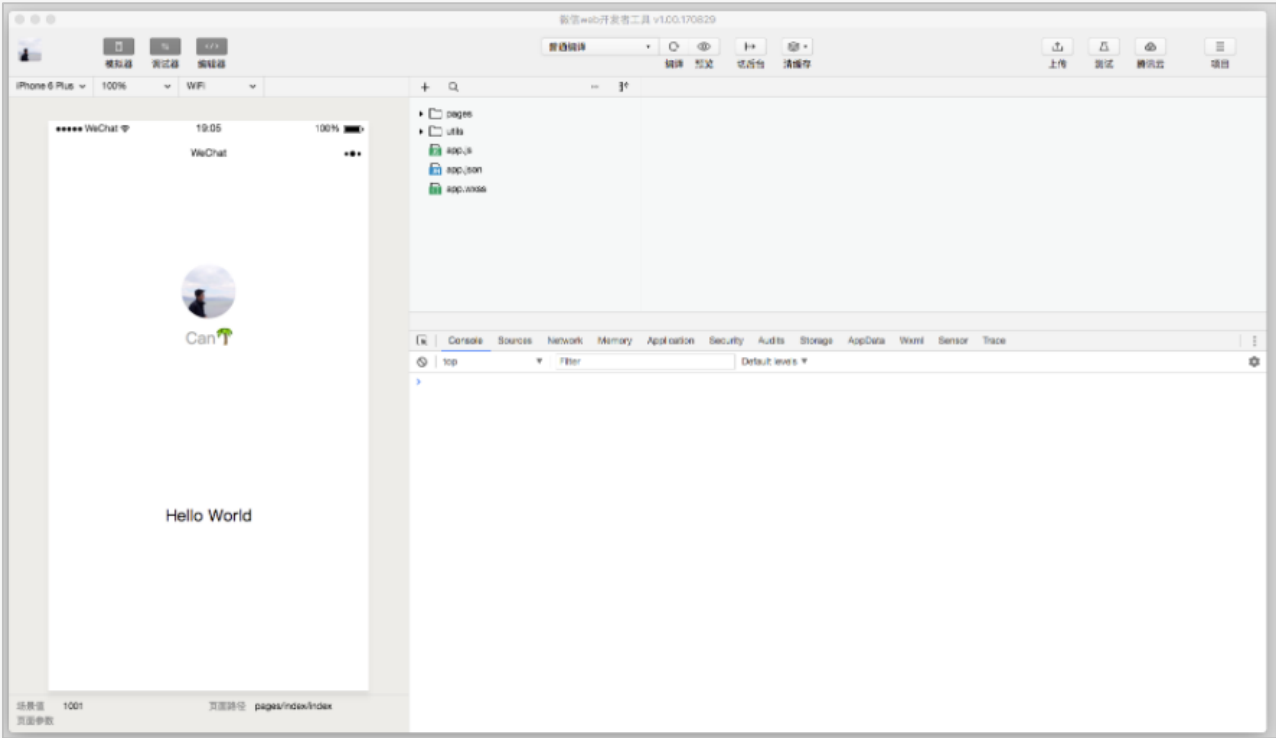 微信web开发者工具 v1.00.170829
模拟器 调试器 编辑器 普通编译 编译 预览 切后台 清缓存 上传 测试 腾讯云 项目
iPhone 6 Plus 100% WiFi
WeChat 19:05 100%
WeChat
Can
Hello World
场景值 1001 页面路径 pages/index/index
页面参数
pages
utils
app.js
app.json
app.wxss
Console Sources Network Memory Application Security Audits Storage AppData Wxml Sensor Trace
top Filter Default levels